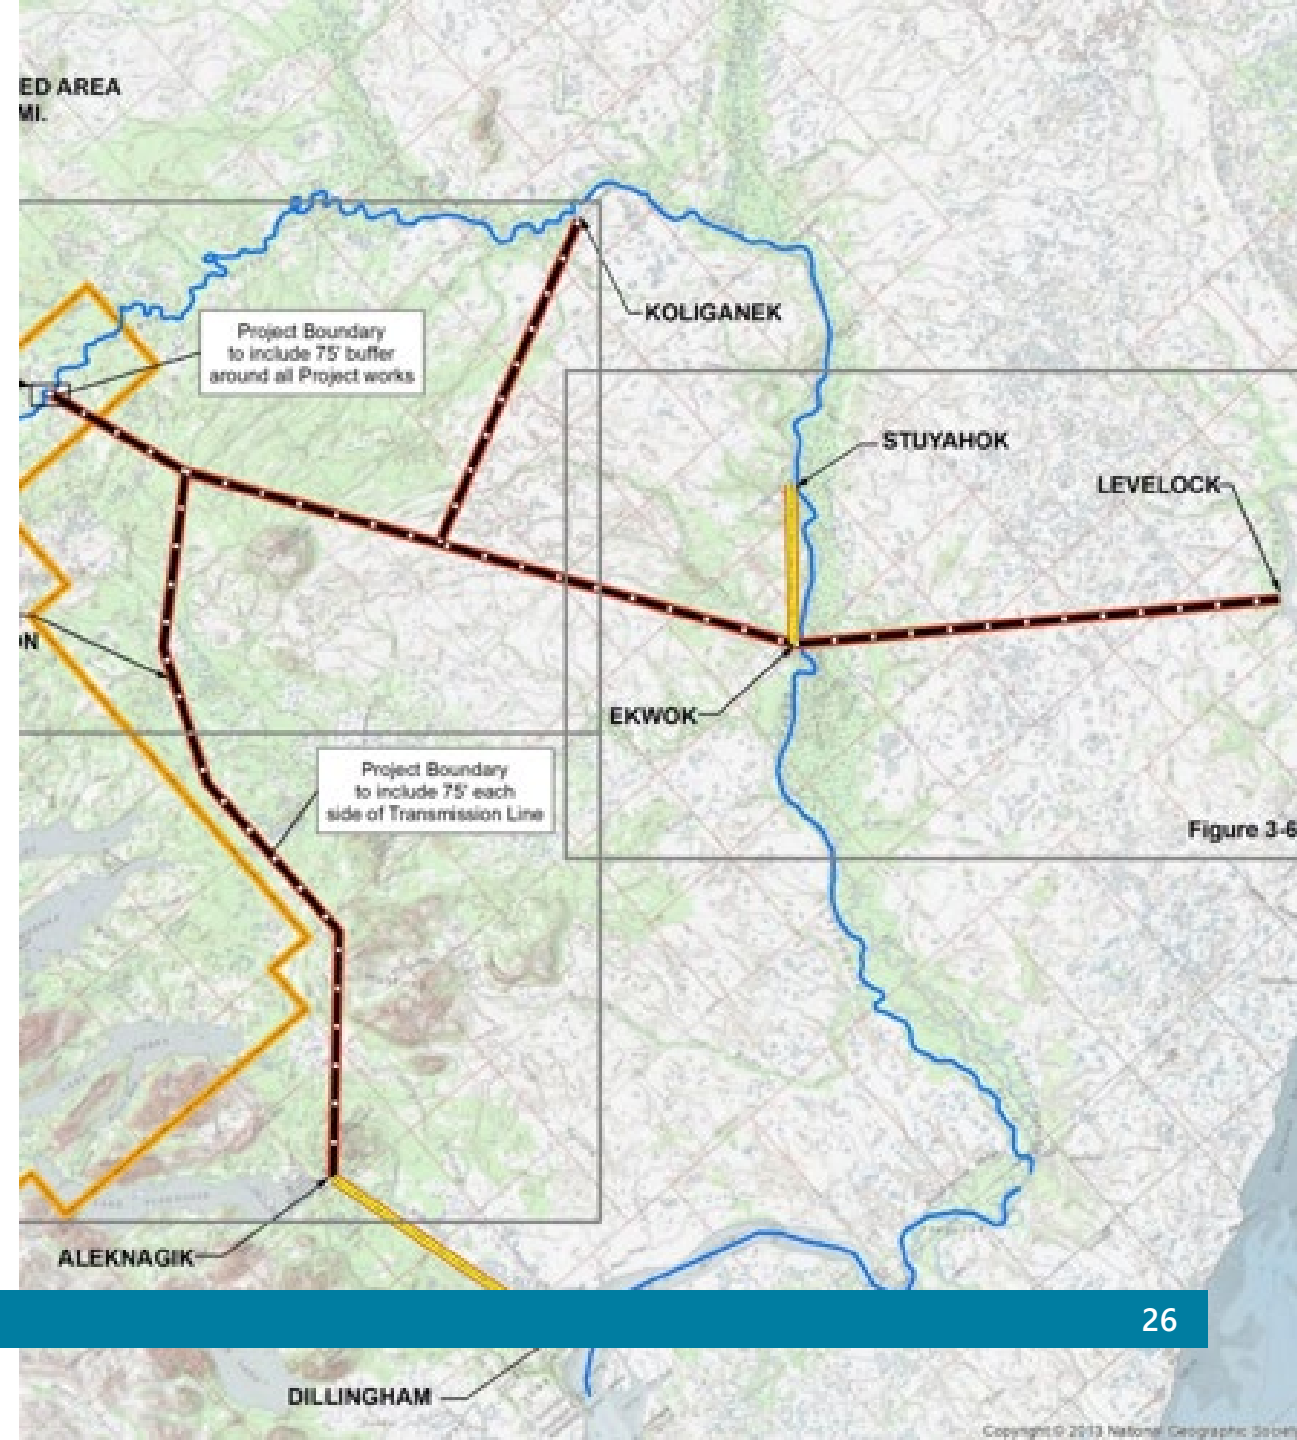 ED AREA
MI.
KOLIGANEK
Project Boundary
to include 75' buffer
around all Project works
STUYAHOK
LEVELOCK
ON
EKWOK
Project Boundary
to include 75' each
side of Transmission Line
Figure 3-6
ALEKNAGIK
26
DILLINGHAM
Copyright:© 2013 National Geographic Societ